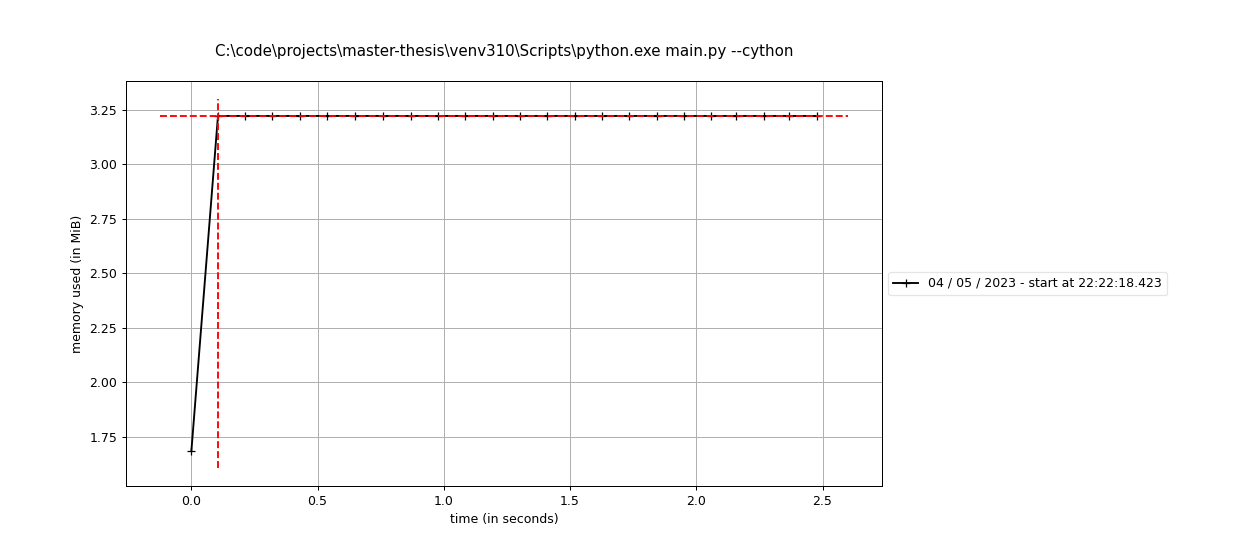 C:\code\projects\master-thesis\venv310\Scripts\python.exe main.py --cython
3.25
3.00
2.75
2.50
2.25
2.00
1.75
memory used (in MiB)
0.0 0.5 1.0 1.5 2.0 2.5
time (in seconds)
04 / 05 / 2023 - start at 22:22:18.423